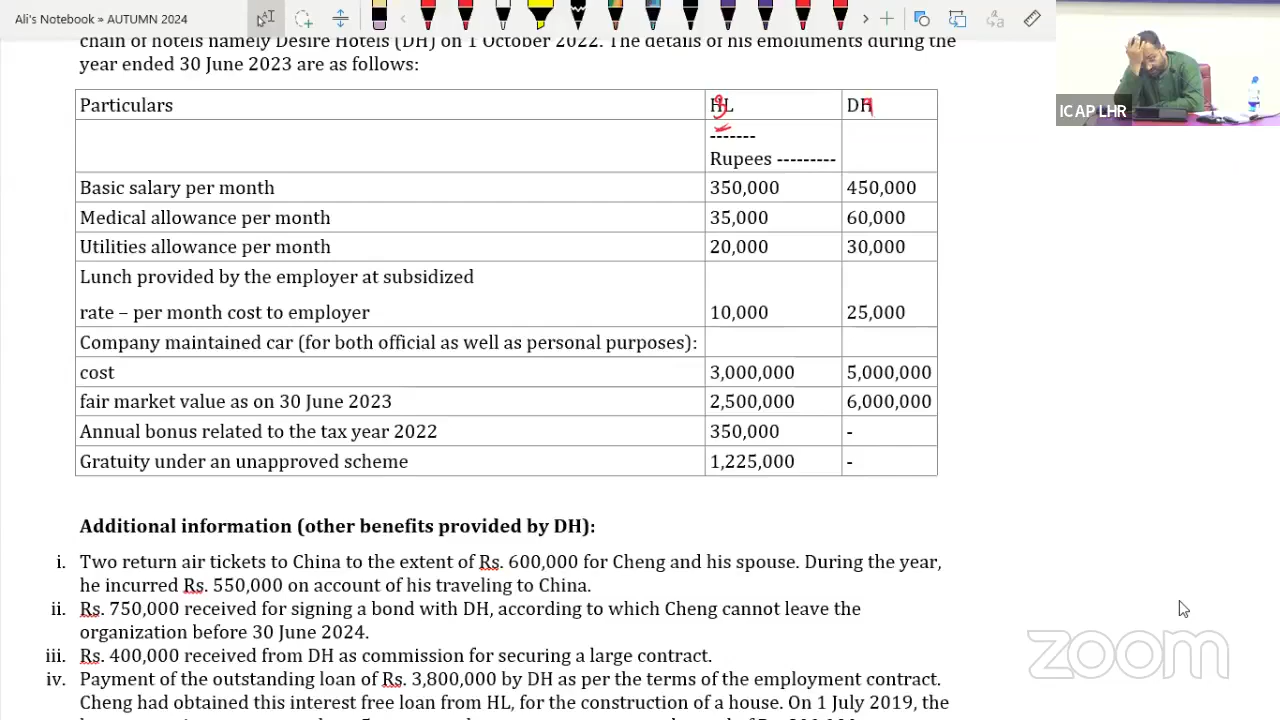 Ali's Notebook » AUTUMN 2024
chain of hotels namely Desire Hotels (DH) on 1 October 2022. The details of his emoluments during the
year ended 30 June 2023 are as follows:
Particulars HL DH
-------
Rupees ---------
Basic salary per month 350,000 450,000
Medical allowance per month 35,000 60,000
Utilities allowance per month 20,000 30,000
Lunch provided by the employer at subsidized
rate – per month cost to employer 10,000 25,000
Company maintained car (for both official as well as personal purposes):
cost 3,000,000 5,000,000
fair market value as on 30 June 2023 2,500,000 6,000,000
Annual bonus related to the tax year 2022 350,000 -
Gratuity under an unapproved scheme 1,225,000 -
Additional information (other benefits provided by DH):
i. Two return air tickets to China to the extent of Rs. 600,000 for Cheng and his spouse. During the year,
he incurred Rs. 550,000 on account of his traveling to China.
ii. Rs. 750,000 received for signing a bond with DH, according to which Cheng cannot leave the
organization before 30 June 2024.
iii. Rs. 400,000 received from DH as commission for securing a large contract.
iv. Payment of the outstanding loan of Rs. 3,800,000 by DH as per the terms of the employment contract.
Cheng had obtained this interest free loan from HL, for the construction of a house. On 1 July 2019, the
ICAP LHR
zoom